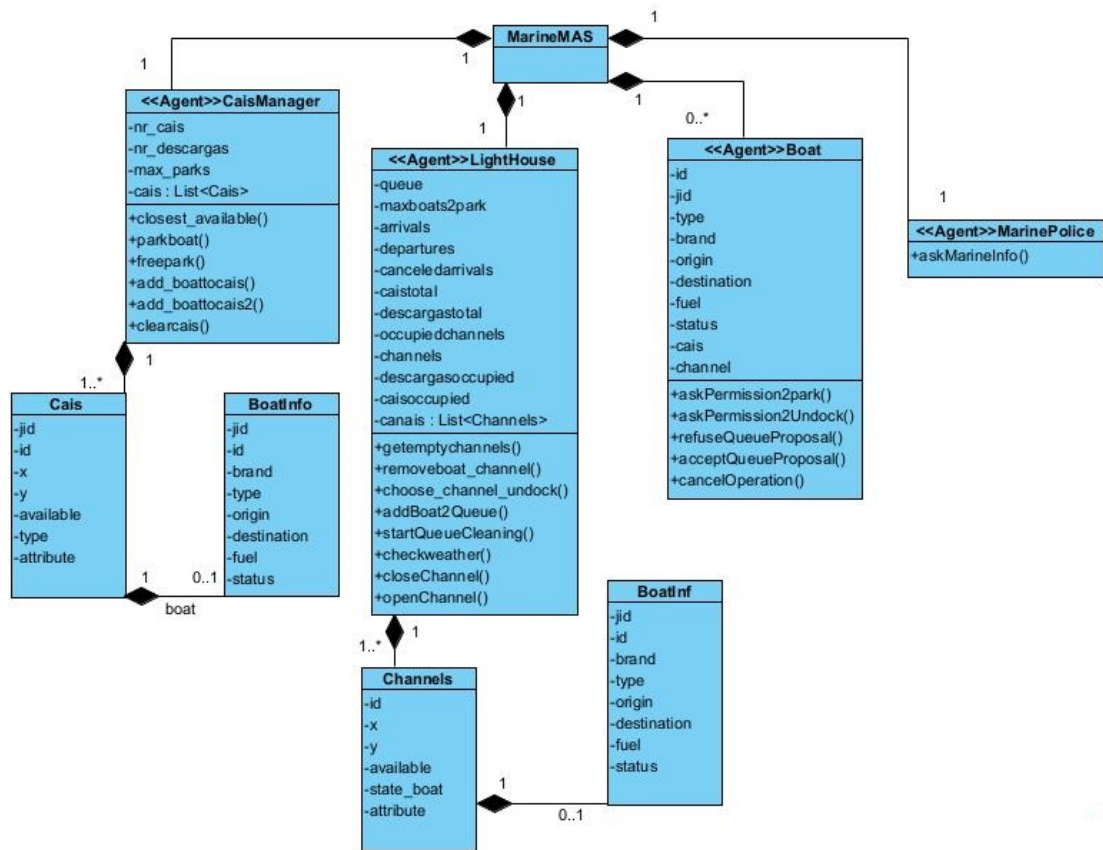 MarineMAS
1
1
1
1
1
1
<<Agent>>CaisManager
-nr_cais
-nr_descargas
-max_parks
-cais : List<Cais>
+closest_available()
+parkboat()
+freepark()
+add_boattocais()
+add_boattocais2()
+clearcais()
1
<<Agent>>LightHouse
-queue
-maxboats2park
-arrivals
-departures
-canceledarrivals
-caistotal
-descargastotal
-occupiedchannels
-channels
-descargasoccupied
-caisoccupied
-canais : List<Channels>
+getemptychannels()
+removeboat_channel()
+choose_channel_undock()
+addBoat2Queue()
+startQueueCleaning()
+checkweather()
+closeChannel()
+openChannel()
0..*
<<Agent>>Boat
-id
-jid
-type
-brand
-origin
-destination
-fuel
-status
-cais
-channel
+askPermission2park()
+askPermission2Undock()
+refuseQueueProposal()
+acceptQueueProposal()
+cancelOperation()
<<Agent>>MarinePolice
+askMarineInfo()
1..*
Cais
-jid
-id
-x
-y
-available
-type
-attribute
1
0..1
boat
BoatInfo
-jid
-id
-brand
-type
-origin
-destination
-fuel
-status
1
1..*
Channels
-id
-x
-y
-available
-state_boat
-attribute
1
0..1
BoatInf
-jid
-id
-brand
-type
-origin
-destination
-fuel
-status